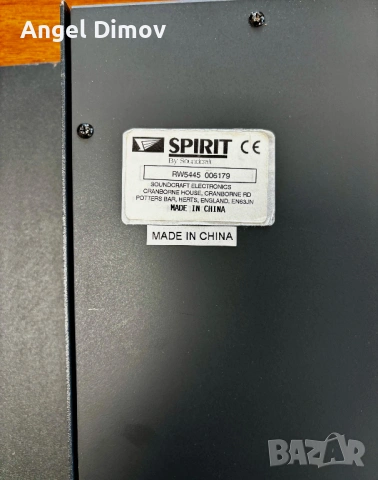 Angel Dimov
SPIRIT CE
By Soundcraft
RW5445 006179
SOUNDCRAFT ELECTRONICS
CRANBORNE HOUSE, CRANBORNE RD
POTTERS BAR, HERTS, ENGLAND, EN63JN
MADE IN CHINA
MADE IN CHINA
BAZAR